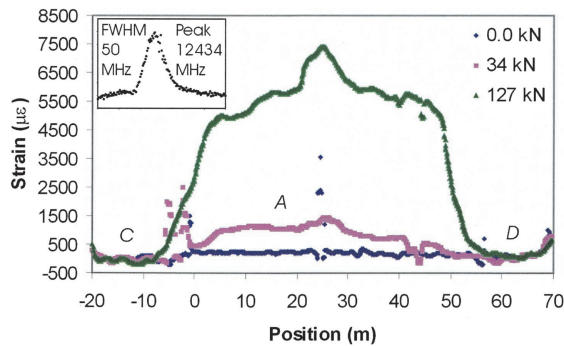 8500
7500
6500
5500
4500
3500
2500
1500
500
-500
Strain (µε)
FWHM Peak
50 12434
MHz MHz
0.0 kN
34 kN
127 kN
C
A
D
-20 -10 0 10 20 30 40 50 60 70
Position (m)